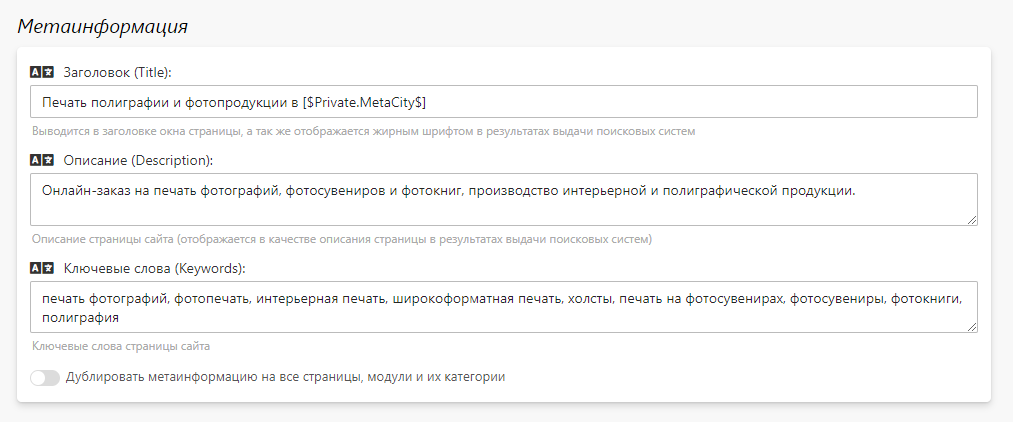 Метаинформация
Заголовок (Title):
Печать полиграфии и фотопродукции в [$Private.MetaCity$]
Выводится в заголовке окна страницы, а так же отображается жирным шрифтом в результатах выдачи поисковых систем
Описание (Description):
Онлайн-заказ на печать фотографий, фотосувениров и фотокниг, производство интерьерной и полиграфической продукции.
Описание страницы сайта (отображается в качестве описания страницы в результатах выдачи поисковых систем)
Ключевые слова (Keywords):
печать фотографий, фотопечать, интерьерная печать, широкоформатная печать, холсты, печать на фотосувенирах, фотосувениры, фотокниги,
полиграфия
Ключевые слова страницы сайта
Дублировать метаинформацию на все страницы, модули и их категории